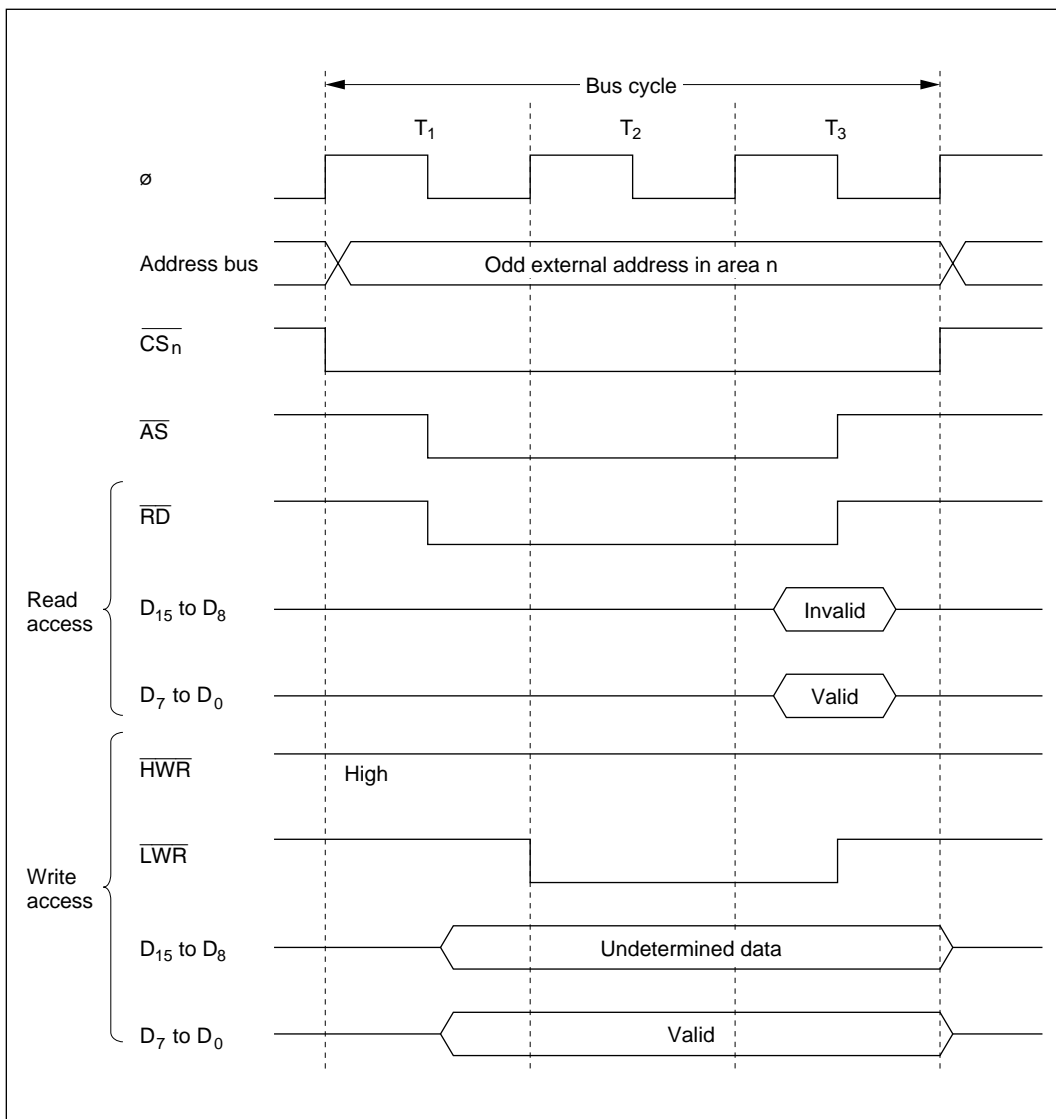 Bus cycle
T1 T2 T3
ø
Address bus Odd external address in area n
CSn
AS
RD
Read access
D15 to D8 Invalid
D7 to D0 Valid
HWR High
LWR
Write access
D15 to D8 Undetermined data
D7 to D0 Valid